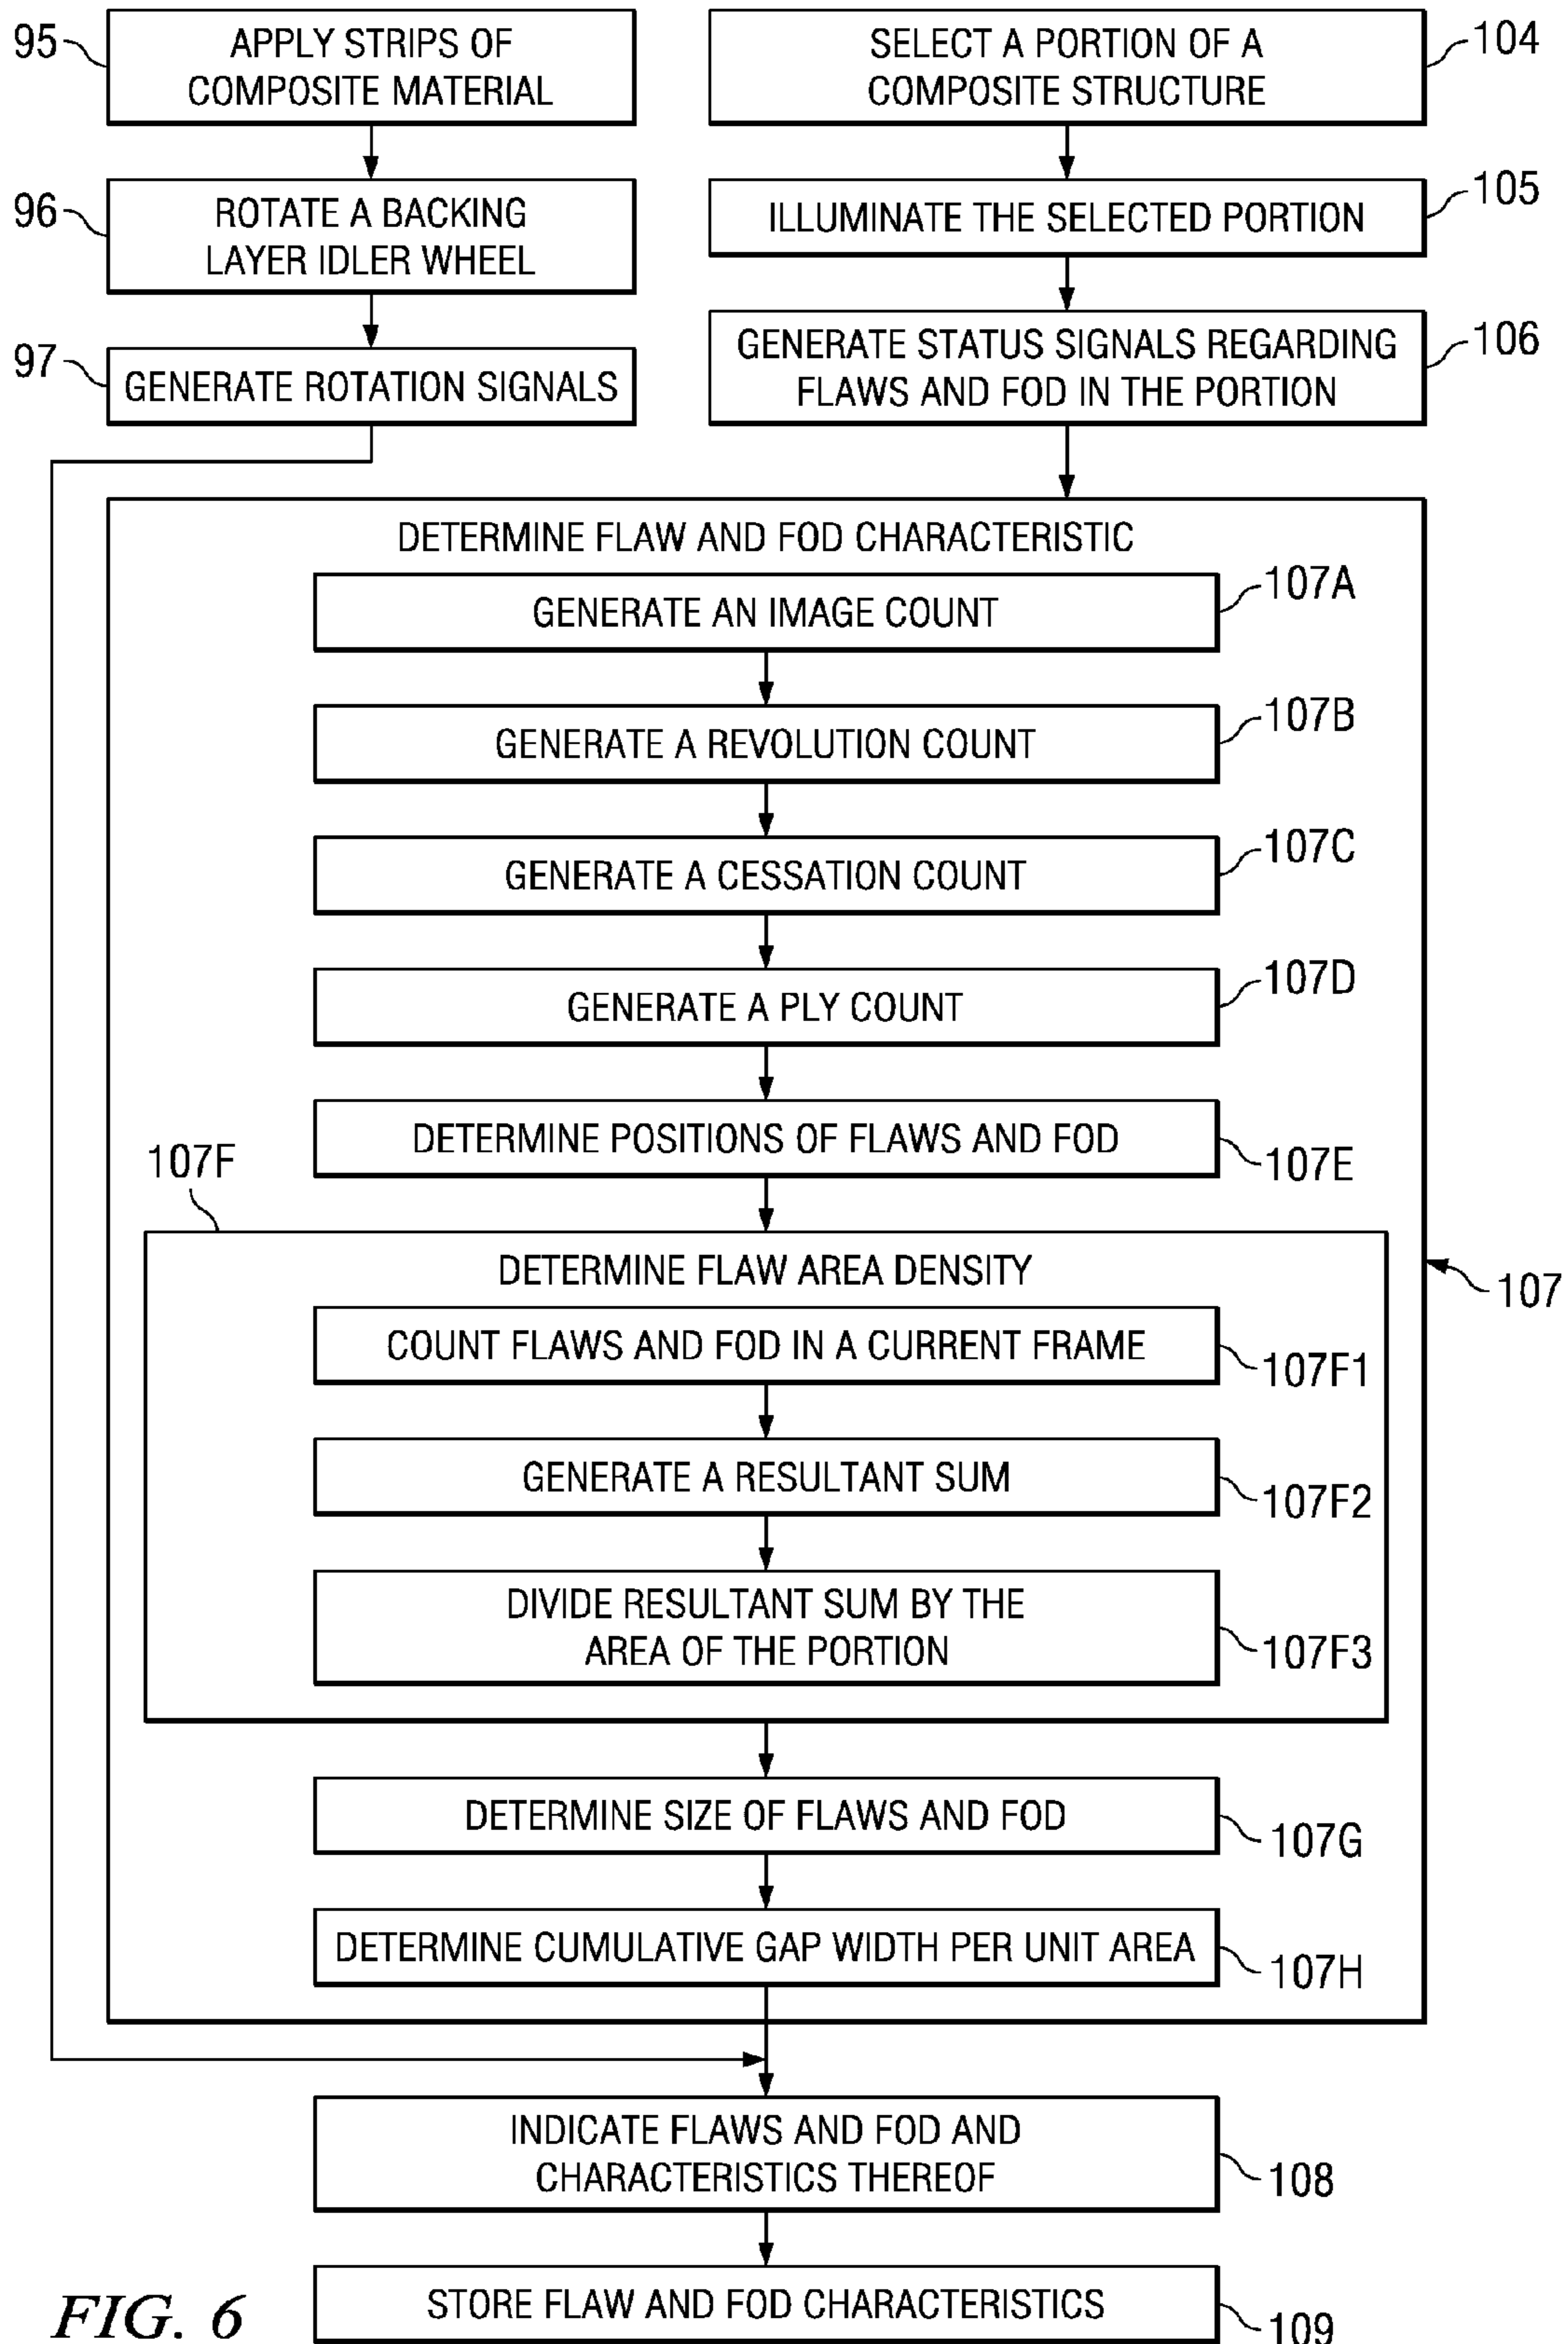 95
APPLY STRIPS OF
COMPOSITE MATERIAL
96
ROTATE A BACKING
LAYER IDLER WHEEL
97
GENERATE ROTATION SIGNALS
SELECT A PORTION OF A
COMPOSITE STRUCTURE
104
ILLUMINATE THE SELECTED PORTION
105
GENERATE STATUS SIGNALS REGARDING
FLAWS AND FOD IN THE PORTION
106
DETERMINE FLAW AND FOD CHARACTERISTIC
GENERATE AN IMAGE COUNT
107A
GENERATE A REVOLUTION COUNT
107B
GENERATE A CESSATION COUNT
107C
GENERATE A PLY COUNT
107D
DETERMINE POSITIONS OF FLAWS AND FOD
107E
107F
DETERMINE FLAW AREA DENSITY
107
COUNT FLAWS AND FOD IN A CURRENT FRAME
107F1
GENERATE A RESULTANT SUM
107F2
DIVIDE RESULTANT SUM BY THE
AREA OF THE PORTION
107F3
DETERMINE SIZE OF FLAWS AND FOD
107G
DETERMINE CUMULATIVE GAP WIDTH PER UNIT AREA
107H
INDICATE FLAWS AND FOD AND
CHARACTERISTICS THEREOF
108
STORE FLAW AND FOD CHARACTERISTICS
109
FIG. 6